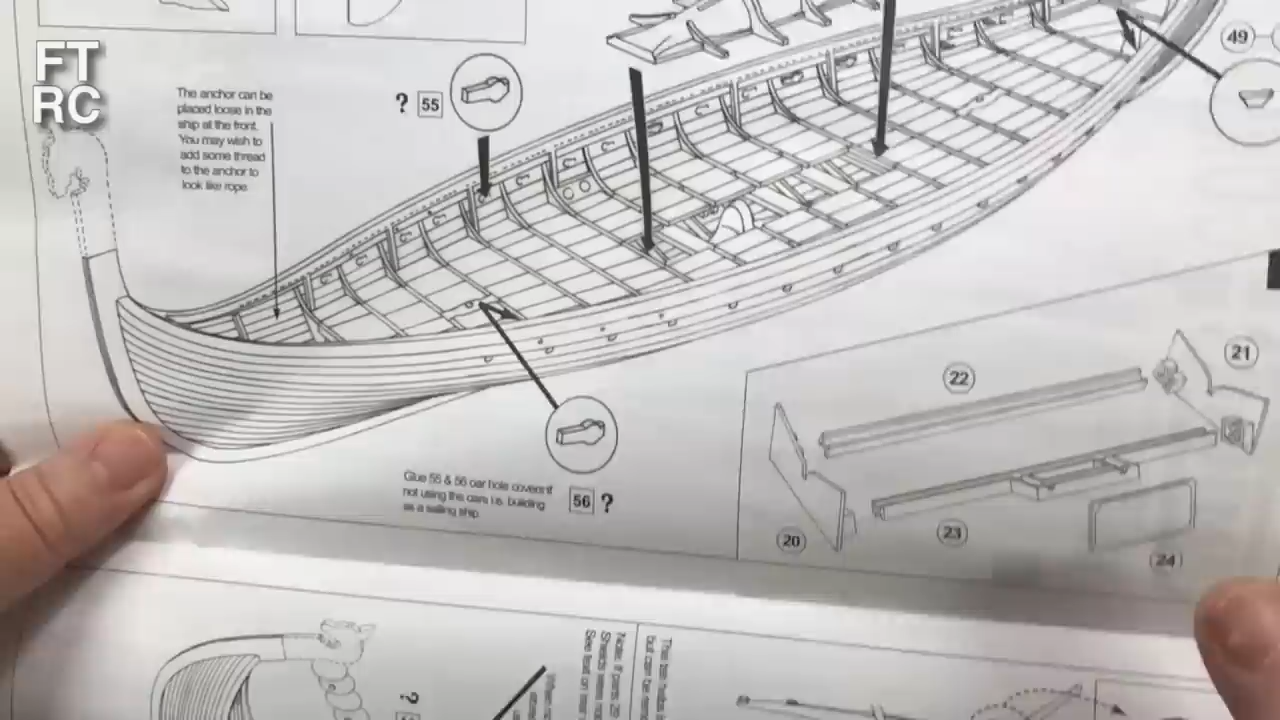 FT
RC
The anchor can be
placed loose in the
ship at the front.
You may wish to
add some thread
to the anchor to
look like rope
? 55
49
22
21
Glue 55 & 56 oar hole covers if
not using the oars i.e. building
as a sailing ship
56 ?
20
23
24
?